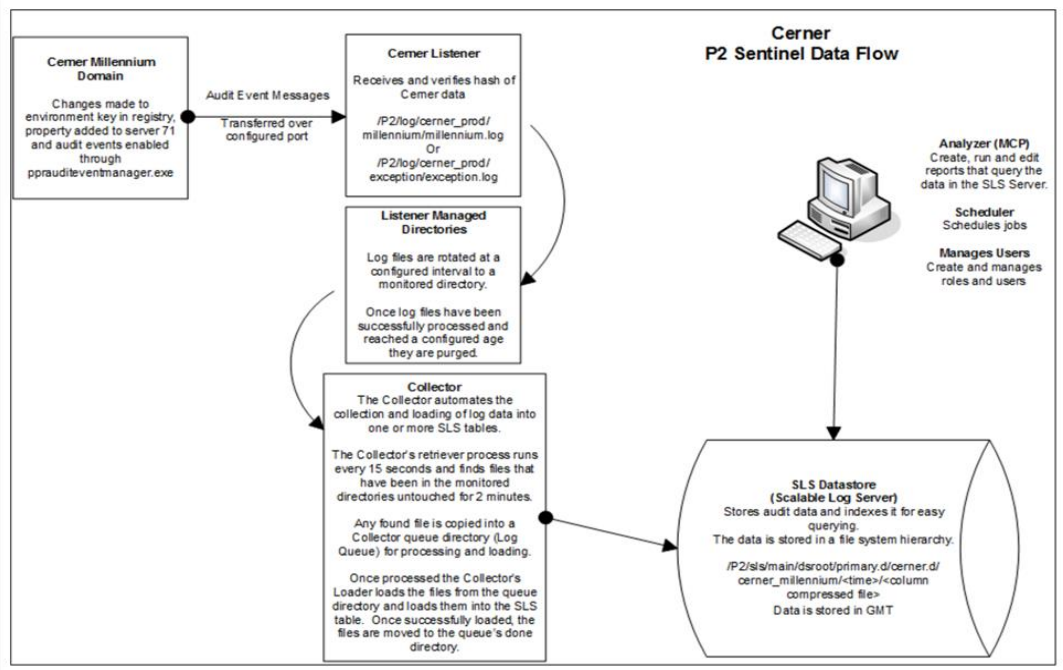 Cerner
P2 Sentinel Data Flow
Cerner Millennium
Domain
Changes made to
environment key in registry,
property added to server 71
and audit events enabled
through
pprauditeventmanager.exe
Audit Event Messages
Transferred over
configured port
Cerner Listener
Receives and verifies hash of
Cerner data
/P2/log/cerner_prod/
millennium/millennium.log
Or
/P2/log/cerner_prod/
exception/exception.log
Listener Managed
Directories
Log files are rotated at a
configured interval to a
monitored directory.
Once log files have been
successfully processed and
reached a configured age
they are purged.
Collector
The Collector automates the
collection and loading of log data into
one or more SLS tables.
The Collector's retriever process runs
every 15 seconds and finds files that
have been in the monitored
directories untouched for 2 minutes.
Any found file is copied into a
Collector queue directory (Log
Queue) for processing and loading.
Once processed the Collector's
Loader loads the files from the queue
directory and loads them into the SLS
table. Once successfully loaded, the
files are moved to the queue's done
directory.
Analyzer (MCP)
Create, run and edit
reports that query the
data in the SLS Server.
Scheduler
Schedules jobs
Manages Users
Create and manages
roles and users
SLS Datastore
(Scalable Log Server)
Stores audit data and indexes it for easy
querying.
The data is stored in a file system hierarchy.
/P2/sls/main/dsroot/primary.d/cerner.d/
cerner_millennium/<time>/<column
compressed file>
Data is stored in GMT